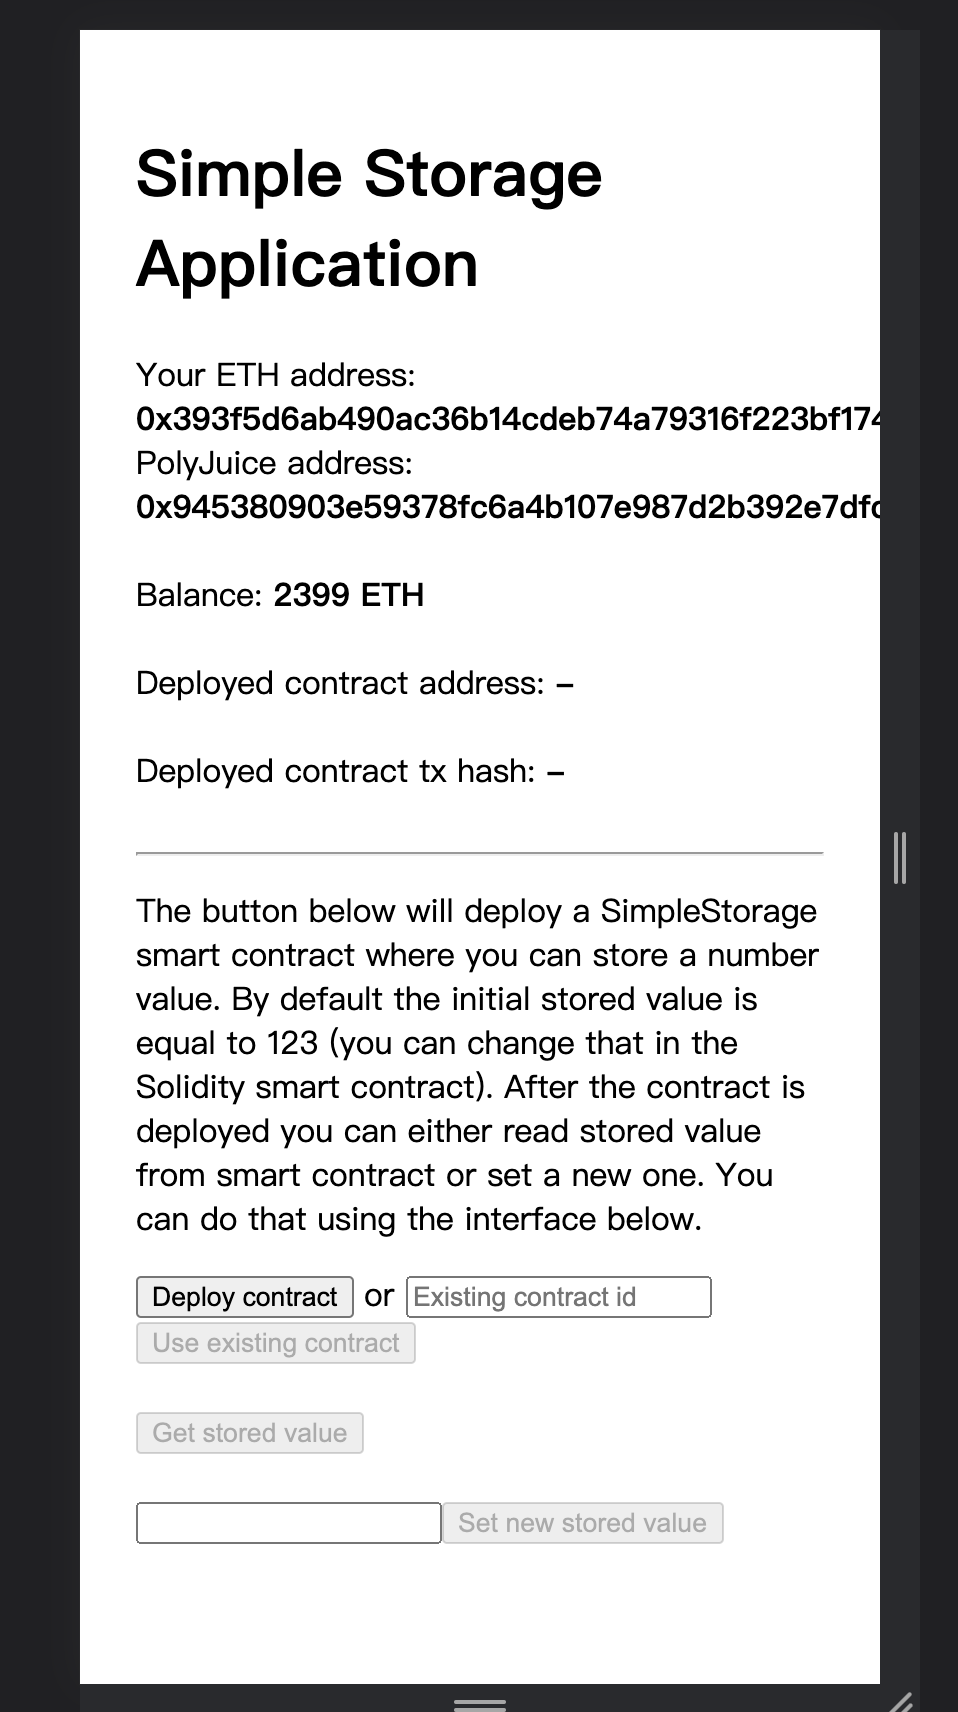 Simple Storage
Application
Your ETH address:
0x393f5d6ab490ac36b14cdeb74a79316f223bf174
PolyJuice address:
0x945380903e59378fc6a4b107e987d2b392e7dfc
Balance: 2399 ETH
Deployed contract address: –
Deployed contract tx hash: –
The button below will deploy a SimpleStorage
smart contract where you can store a number
value. By default the initial stored value is
equal to 123 (you can change that in the
Solidity smart contract). After the contract is
deployed you can either read stored value
from smart contract or set a new one. You
can do that using the interface below.
Deploy contract or Existing contract id
Use existing contract
Get stored value
Set new stored value